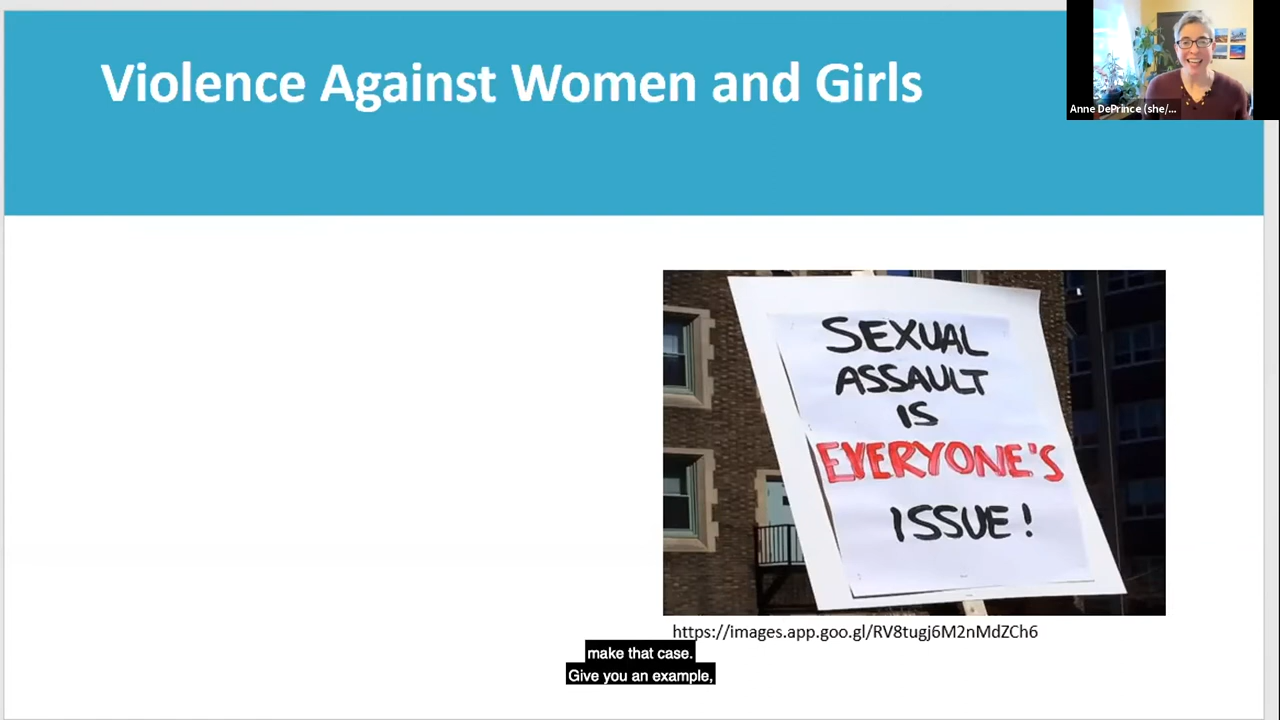 Violence Against Women and Girls
Anne DePrince (she/...
SEXUAL
ASSAULT
IS
EVERYONE'S
ISSUE!
https://images.app.goo.gl/RV8tugj6M2nMdZCh6
make that case.
Give you an example,